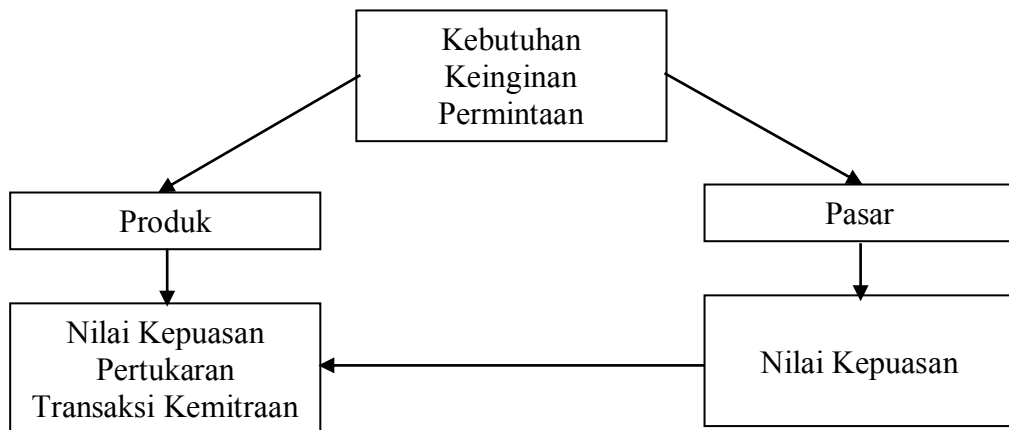 Kebutuhan
Keinginan
Permintaan
Produk
Pasar
Nilai Kepuasan
Pertukaran
Transaksi Kemitraan
Nilai Kepuasan